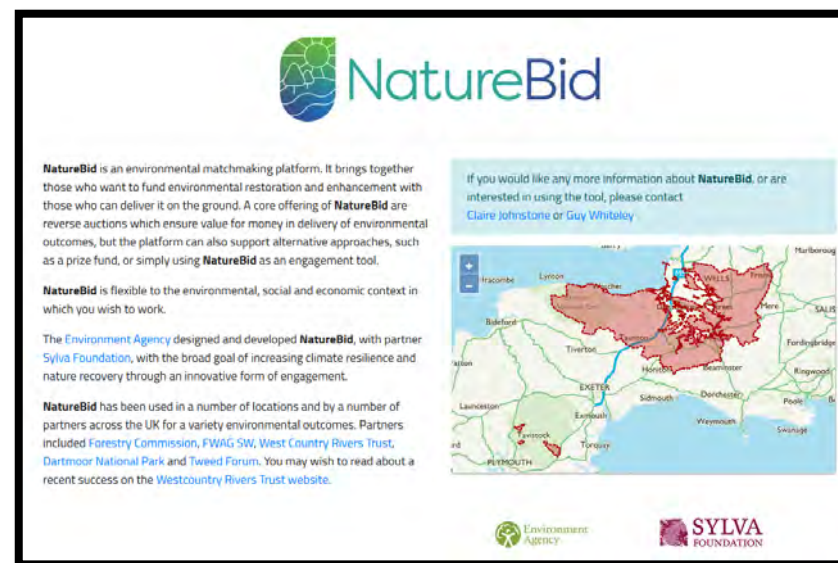 NatureBid
NatureBid is an environmental matchmaking platform. It brings together
those who want to fund environmental restoration and enhancement with
those who can deliver it on the ground. A core offering of NatureBid are
reverse auctions which ensure value for money in delivery of environmental
outcomes, but the platform can also support alternative approaches, such
as a prize fund, or simply using NatureBid as an engagement tool.
NatureBid is flexible to the environmental, social and economic context in
which you wish to work.
The Environment Agency designed and developed NatureBid, with partner
Sylva Foundation, with the broad goal of increasing climate resilience and
nature recovery through an innovative form of engagement.
NatureBid has been used in a number of locations and by a number of
partners across the UK for a variety environmental outcomes. Partners
included Forestry Commission, FWAG SW, West Country Rivers Trust,
Dartmoor National Park and Tweed Forum. You may wish to read about a
recent success on the Westcountry Rivers Trust website.
If you would like any more information about NatureBid, or are
interested in using the tool, please contact
Claire Johnstone or Guy Whiteley
+
−
Marlboroug
Ilfracombe
Lynton
WELLS
Frome
Mere
SALIS
Bideford
Fordingbridge
Tiverton
Honiton
Beaminster
Ringwood
EXETER
Sidmouth
Dorchester
Poole
Launceston
Exmouth
Weymouth
Swanage
Tavistock
Torquay
PLYMOUTH
Environment
Agency
SYLVA
FOUNDATION